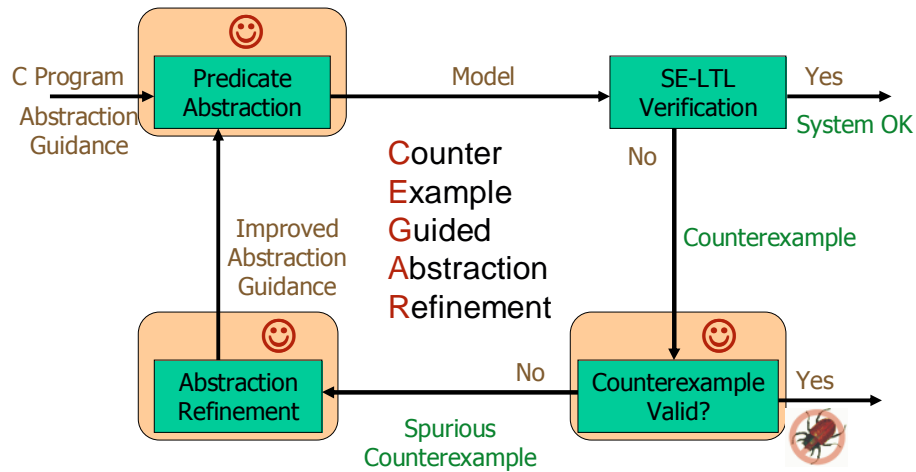 C Program
Abstraction
Guidance
Predicate
Abstraction
Model
SE-LTL
Verification
Yes
System OK
No
Counter
Example
Guided
Abstraction
Refinement
Improved
Abstraction
Guidance
Counterexample
Abstraction
Refinement
No
Spurious
Counterexample
Counterexample
Valid?
Yes